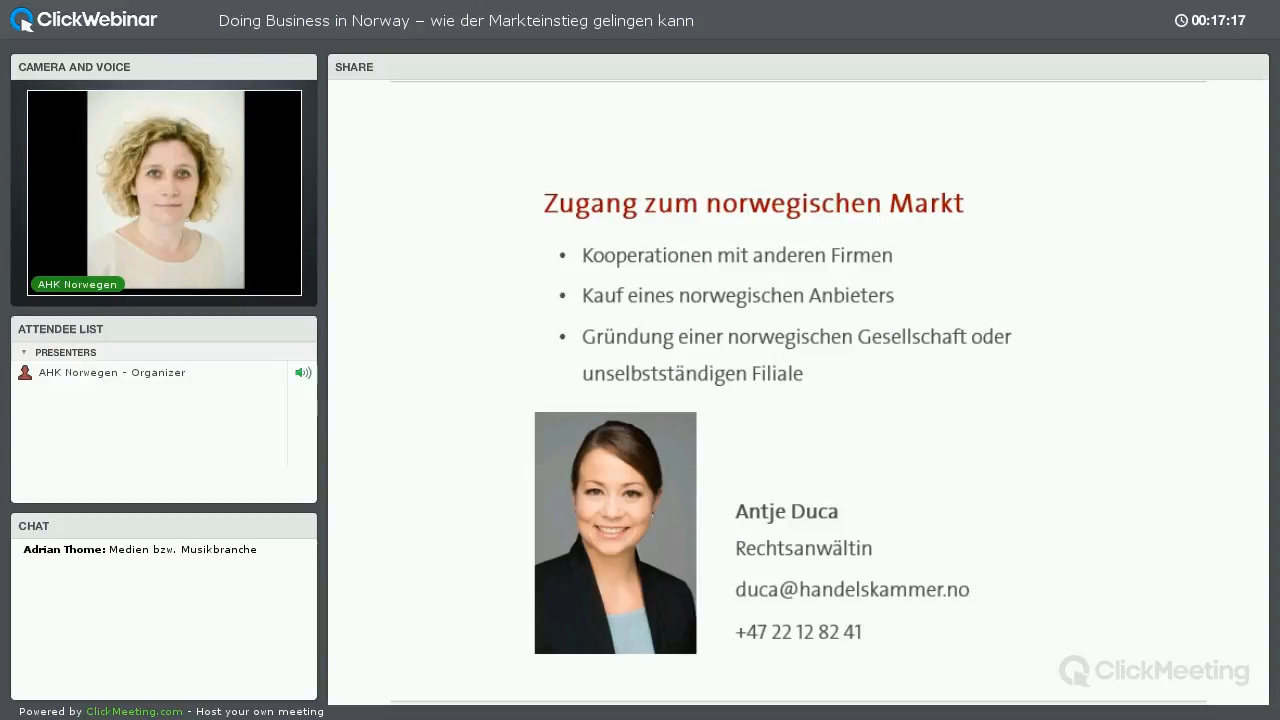 ClickWebinar
Doing Business in Norway – wie der Markteinstieg gelingen kann
00:17:17
CAMERA AND VOICE
AHK Norwegen
ATTENDEE LIST
PRESENTERS
AHK Norwegen - Organizer
CHAT
Adrian Thome: Medien bzw. Musikbranche
SHARE
Zugang zum norwegischen Markt
• Kooperationen mit anderen Firmen
• Kauf eines norwegischen Anbieters
• Gründung einer norwegischen Gesellschaft oder
unselbstständigen Filiale
Antje Duca
Rechtsanwältin
duca@handelskammer.no
+47 22 12 82 41
ClickMeeting
Powered by ClickMeeting.com - Host your own meeting